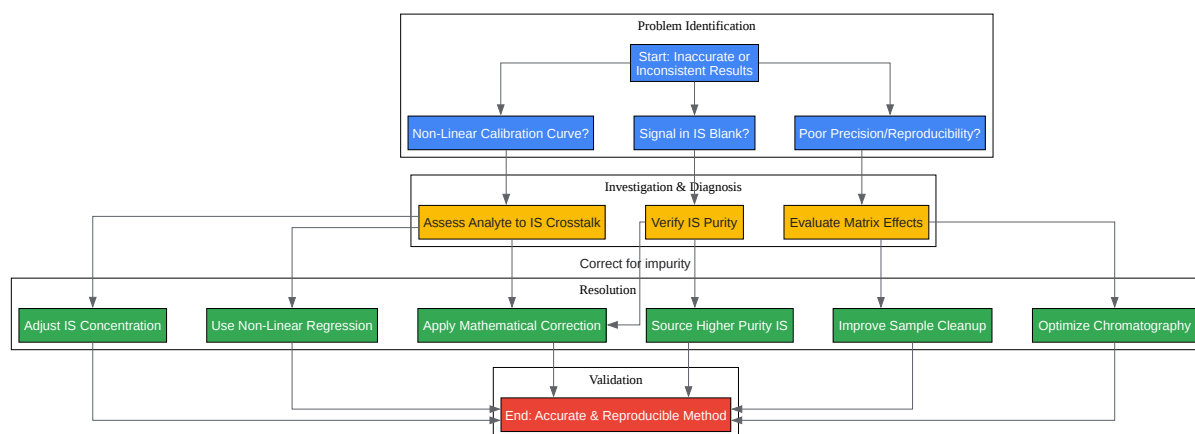 Problem Identification
Start: Inaccurate or
Inconsistent Results
Non-Linear Calibration Curve?
Signal in IS Blank?
Poor Precision/Reproducibility?
Investigation & Diagnosis
Assess Analyte to IS Crosstalk
Verify IS Purity
Evaluate Matrix Effects
Correct for impurity
Resolution
Adjust IS Concentration
Use Non-Linear Regression
Apply Mathematical Correction
Source Higher Purity IS
Improve Sample Cleanup
Optimize Chromatography
Validation
End: Accurate & Reproducible Method